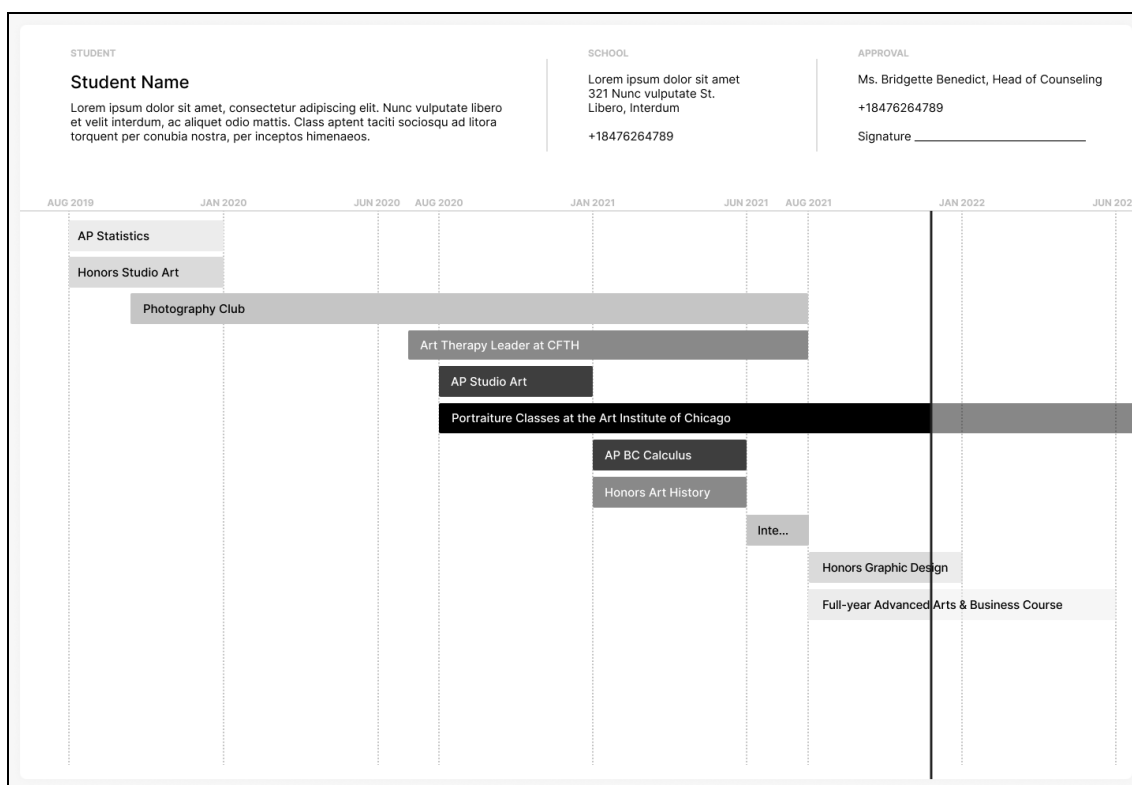 STUDENT
Student Name
Lorem ipsum dolor sit amet, consectetur adipiscing elit. Nunc vulputate libero
et velit interdum, ac aliquet odio mattis. Class aptent taciti sociosqu ad litora
torquent per conubia nostra, per inceptos himenaeos.
SCHOOL
Lorem ipsum dolor sit amet
321 Nunc vulputate St.
Libero, Interdum
+18476264789
APPROVAL
Ms. Bridgette Benedict, Head of Counseling
+18476264789
Signature
AUG 2019 JAN 2020 JUN 2020 AUG 2020 JAN 2021 JUN 2021 AUG 2021 JAN 2022 JUN 202
AP Statistics
Honors Studio Art
Photography Club
Art Therapy Leader at CFTH
AP Studio Art
Portraiture Classes at the Art Institute of Chicago
AP BC Calculus
Honors Art History
Inte...
Honors Graphic Design
Full-year Advanced Arts & Business Course